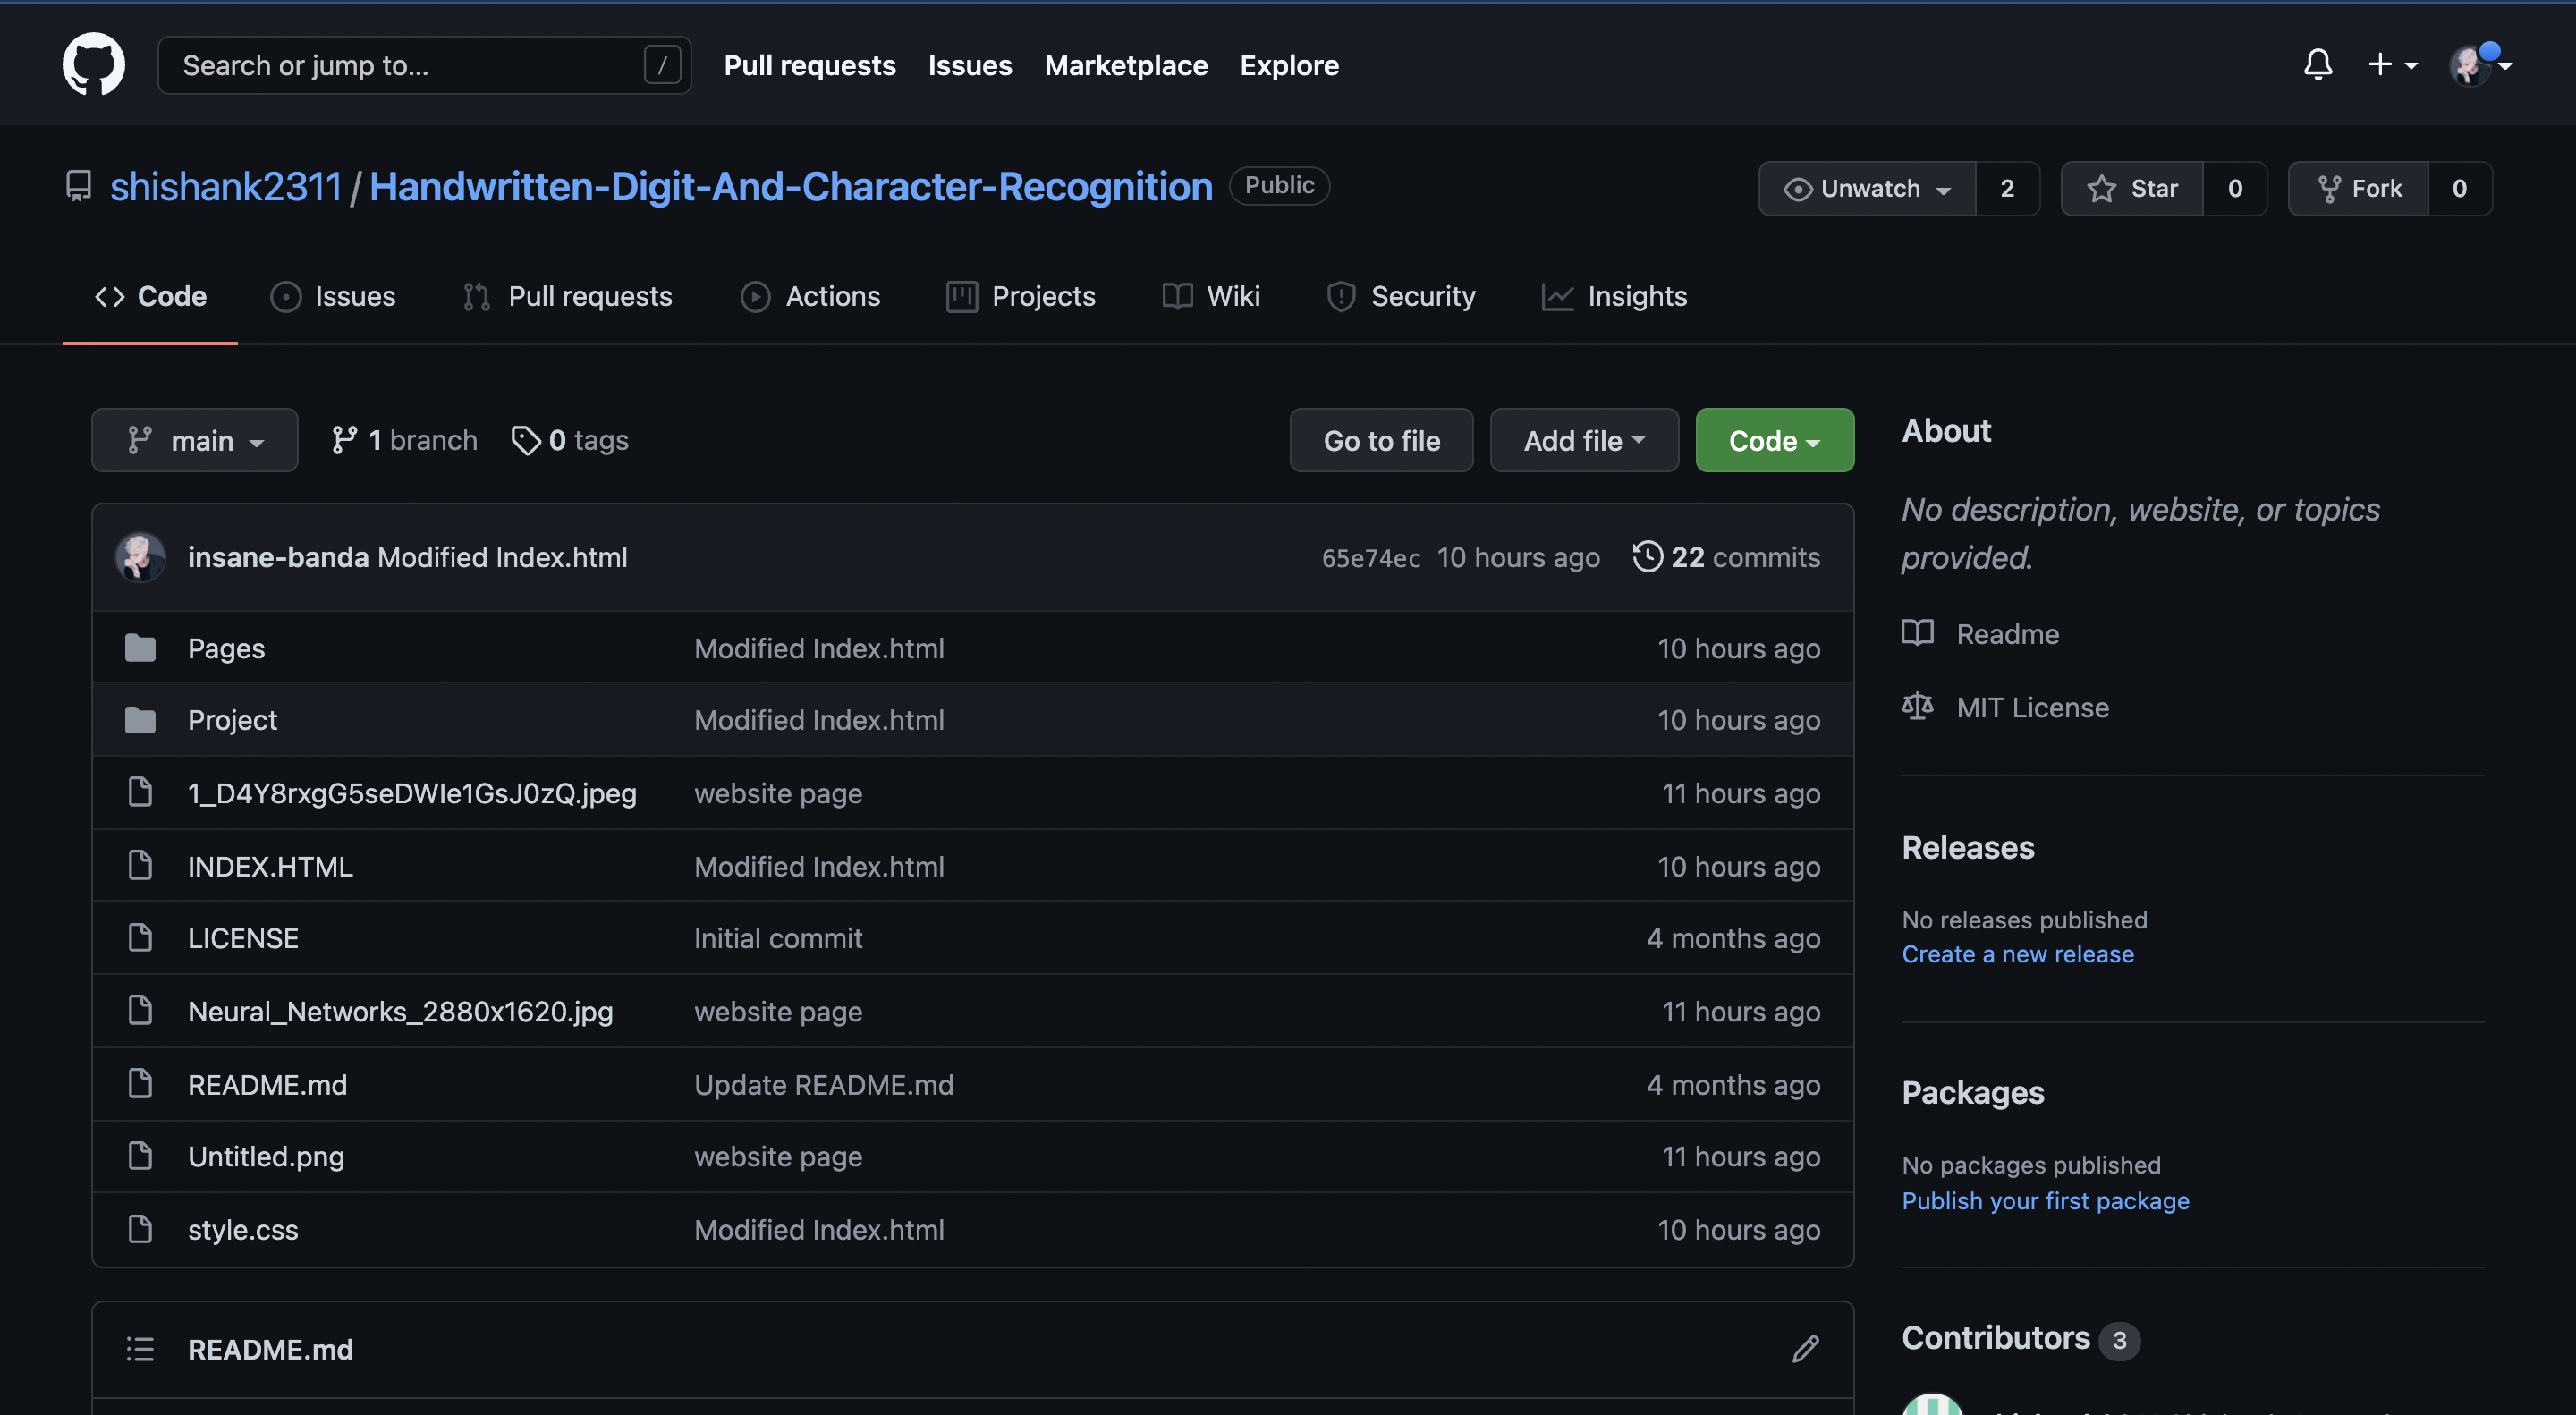 Search or jump to... /
Pull requests Issues Marketplace Explore
shishank2311 / Handwritten-Digit-And-Character-Recognition Public
Unwatch 2 Star 0 Fork 0
Code Issues Pull requests Actions Projects Wiki Security Insights
main 1 branch 0 tags
Go to file Add file Code
insane-banda Modified Index.html 65e74ec 10 hours ago 22 commits
Pages Modified Index.html 10 hours ago
Project Modified Index.html 10 hours ago
1_D4Y8rxgG5seDWIe1GsJ0zQ.jpeg website page 11 hours ago
INDEX.HTML Modified Index.html 10 hours ago
LICENSE Initial commit 4 months ago
Neural_Networks_2880x1620.jpg website page 11 hours ago
README.md Update README.md 4 months ago
Untitled.png website page 11 hours ago
style.css Modified Index.html 10 hours ago
README.md
About
No description, website, or topics
provided.
Readme
MIT License
Releases
No releases published
Create a new release
Packages
No packages published
Publish your first package
Contributors 3